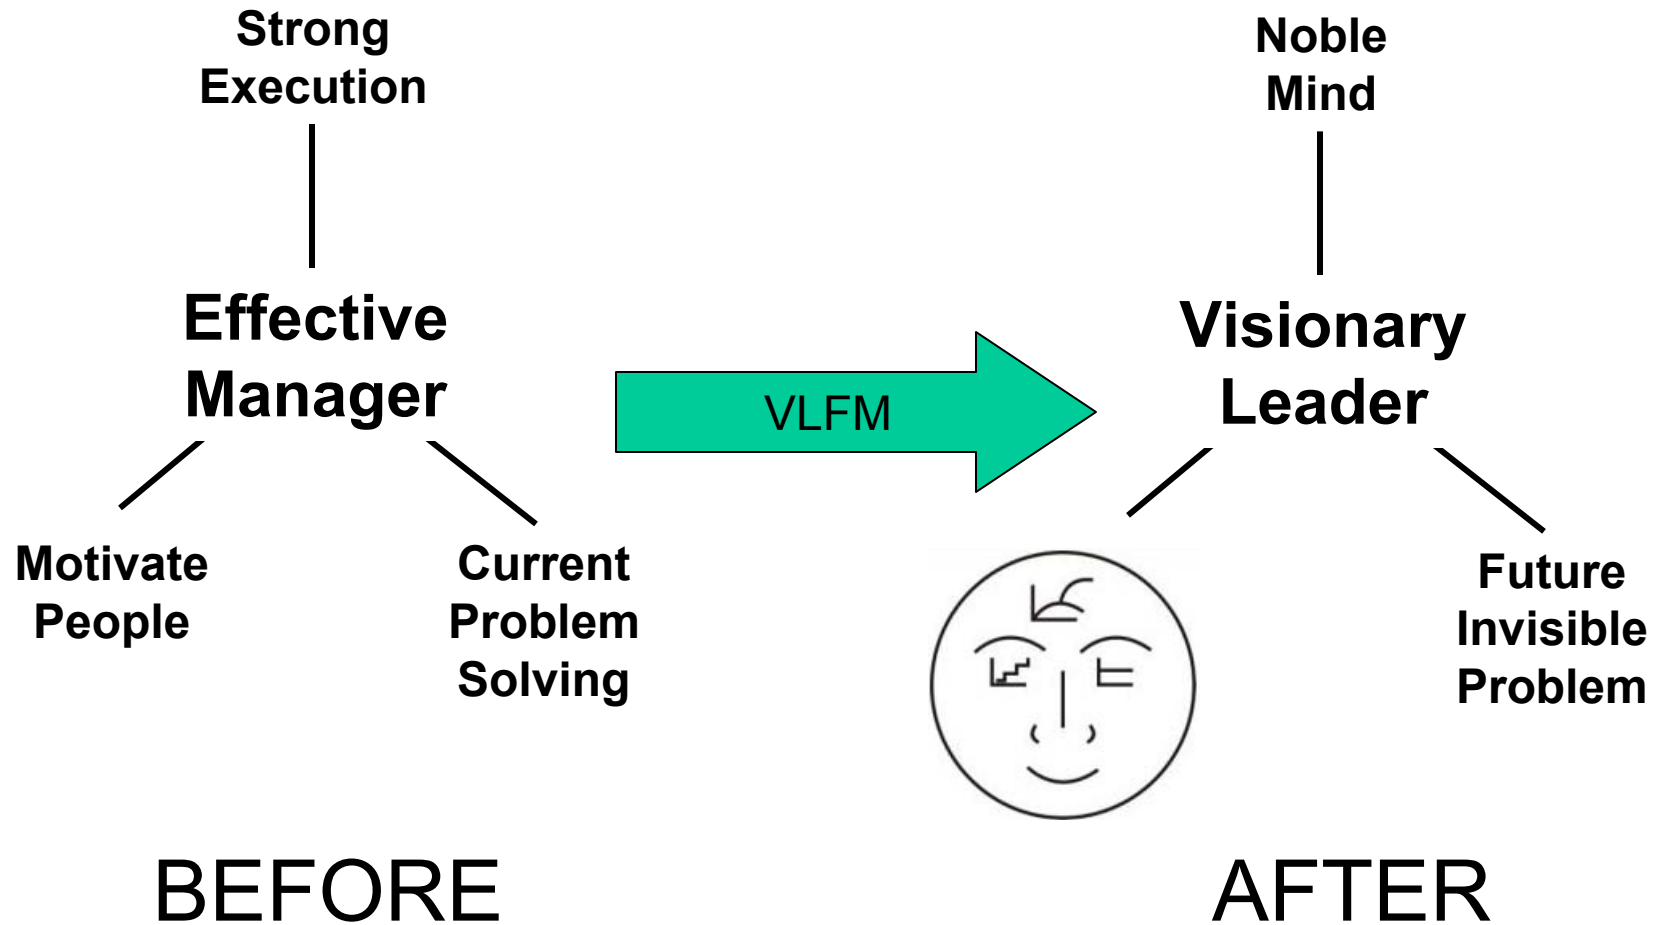 Strong
Execution
Effective
Manager
Motivate
People
Current
Problem
Solving
BEFORE
VLFM
Noble
Mind
Visionary
Leader
Future
Invisible
Problem
AFTER